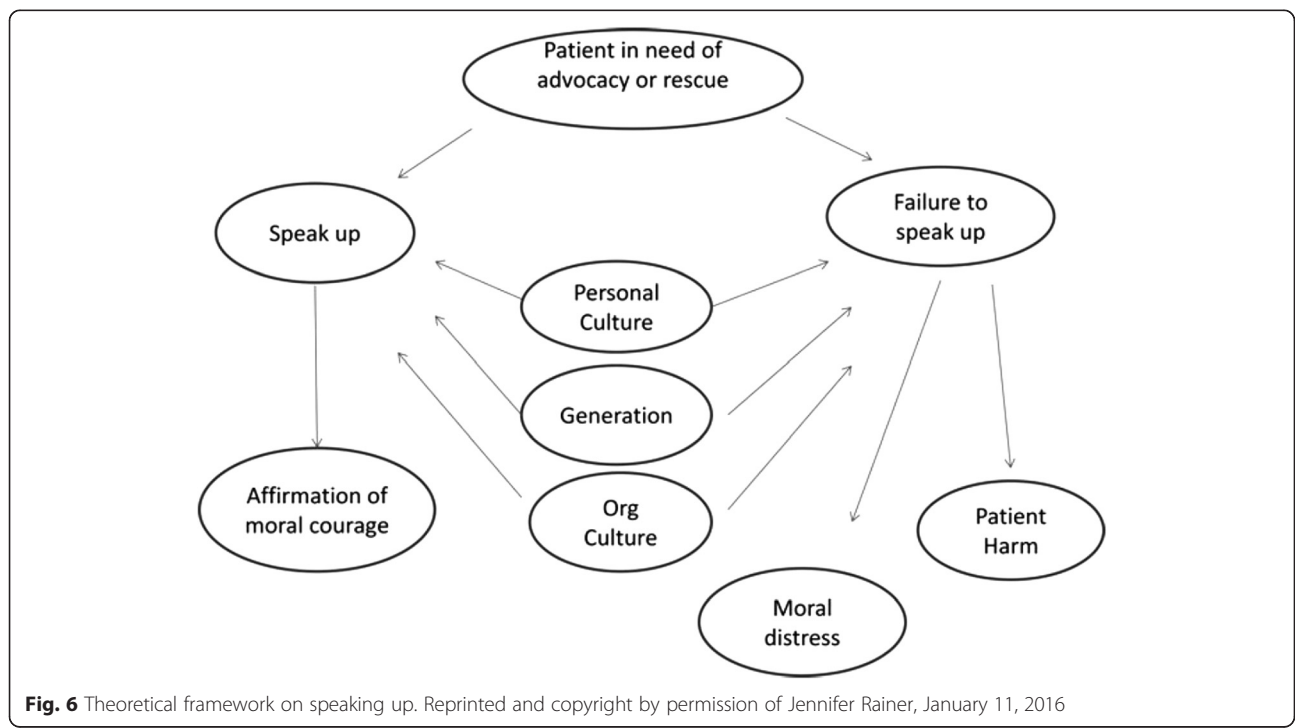 Patient in need of
advocacy or rescue
Speak up
Failure to
speak up
Personal
Culture
Generation
Org
Culture
Affirmation of
moral courage
Patient
Harm
Moral
distress
Fig. 6 Theoretical framework on speaking up. Reprinted and copyright by permission of Jennifer Rainer, January 11, 2016